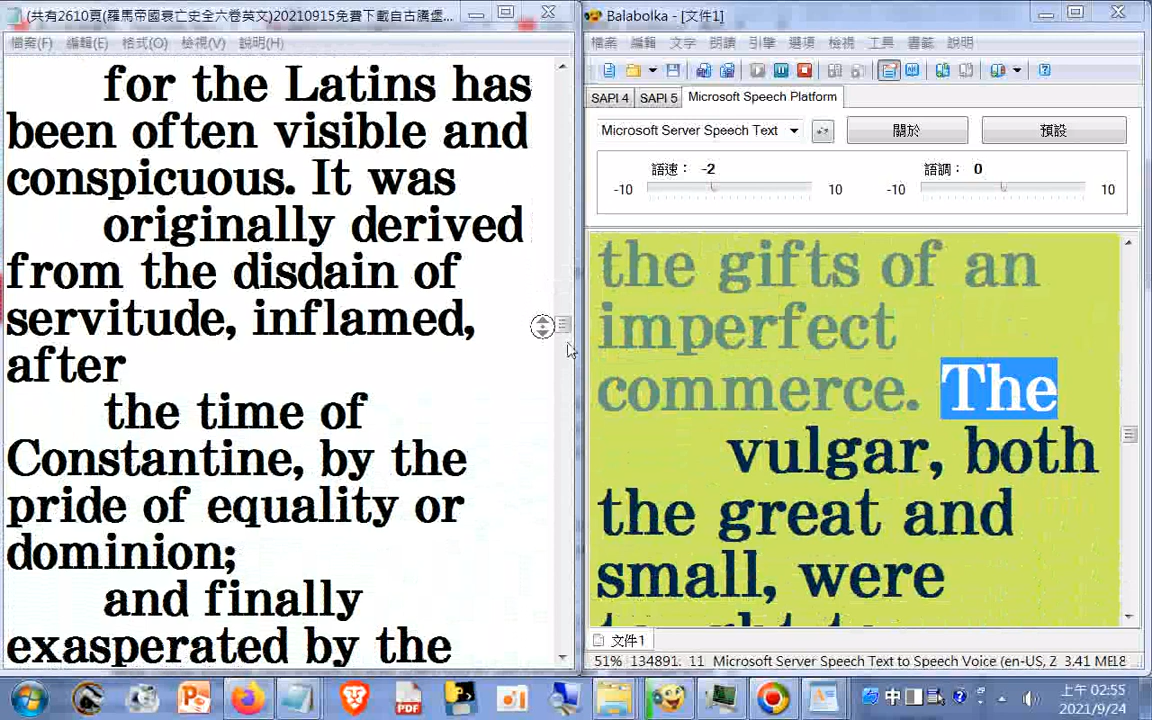 (共有2610頁(羅馬帝國衰亡史全六卷英文)20210915免費下載自古騰堡...
檔案(F) 編輯(E) 格式(O) 檢視(V) 說明(H)
for the Latins has
been often visible and
conspicuous. It was
originally derived
from the disdain of
servitude, inflamed,
after
the time of
Constantine, by the
pride of equality or
dominion;
and finally
exasperated by the
Balabolka - [文件1]
檔案 編輯 文字 朗讀 引擎 選項 檢視 工具 書籤 說明
SAPI 4 SAPI 5 Microsoft Speech Platform
Microsoft Server Speech Text 關於 預設
語速： -2 語調： 0
-10 10 -10 10
the gifts of an
imperfect
commerce. The
vulgar, both
the great and
small, were
文件1
51% 134891. 11 Microsoft Server Speech Text to Speech Voice (en-US, Z 3.41 MEL8
中
上午 02:55
2021/9/24